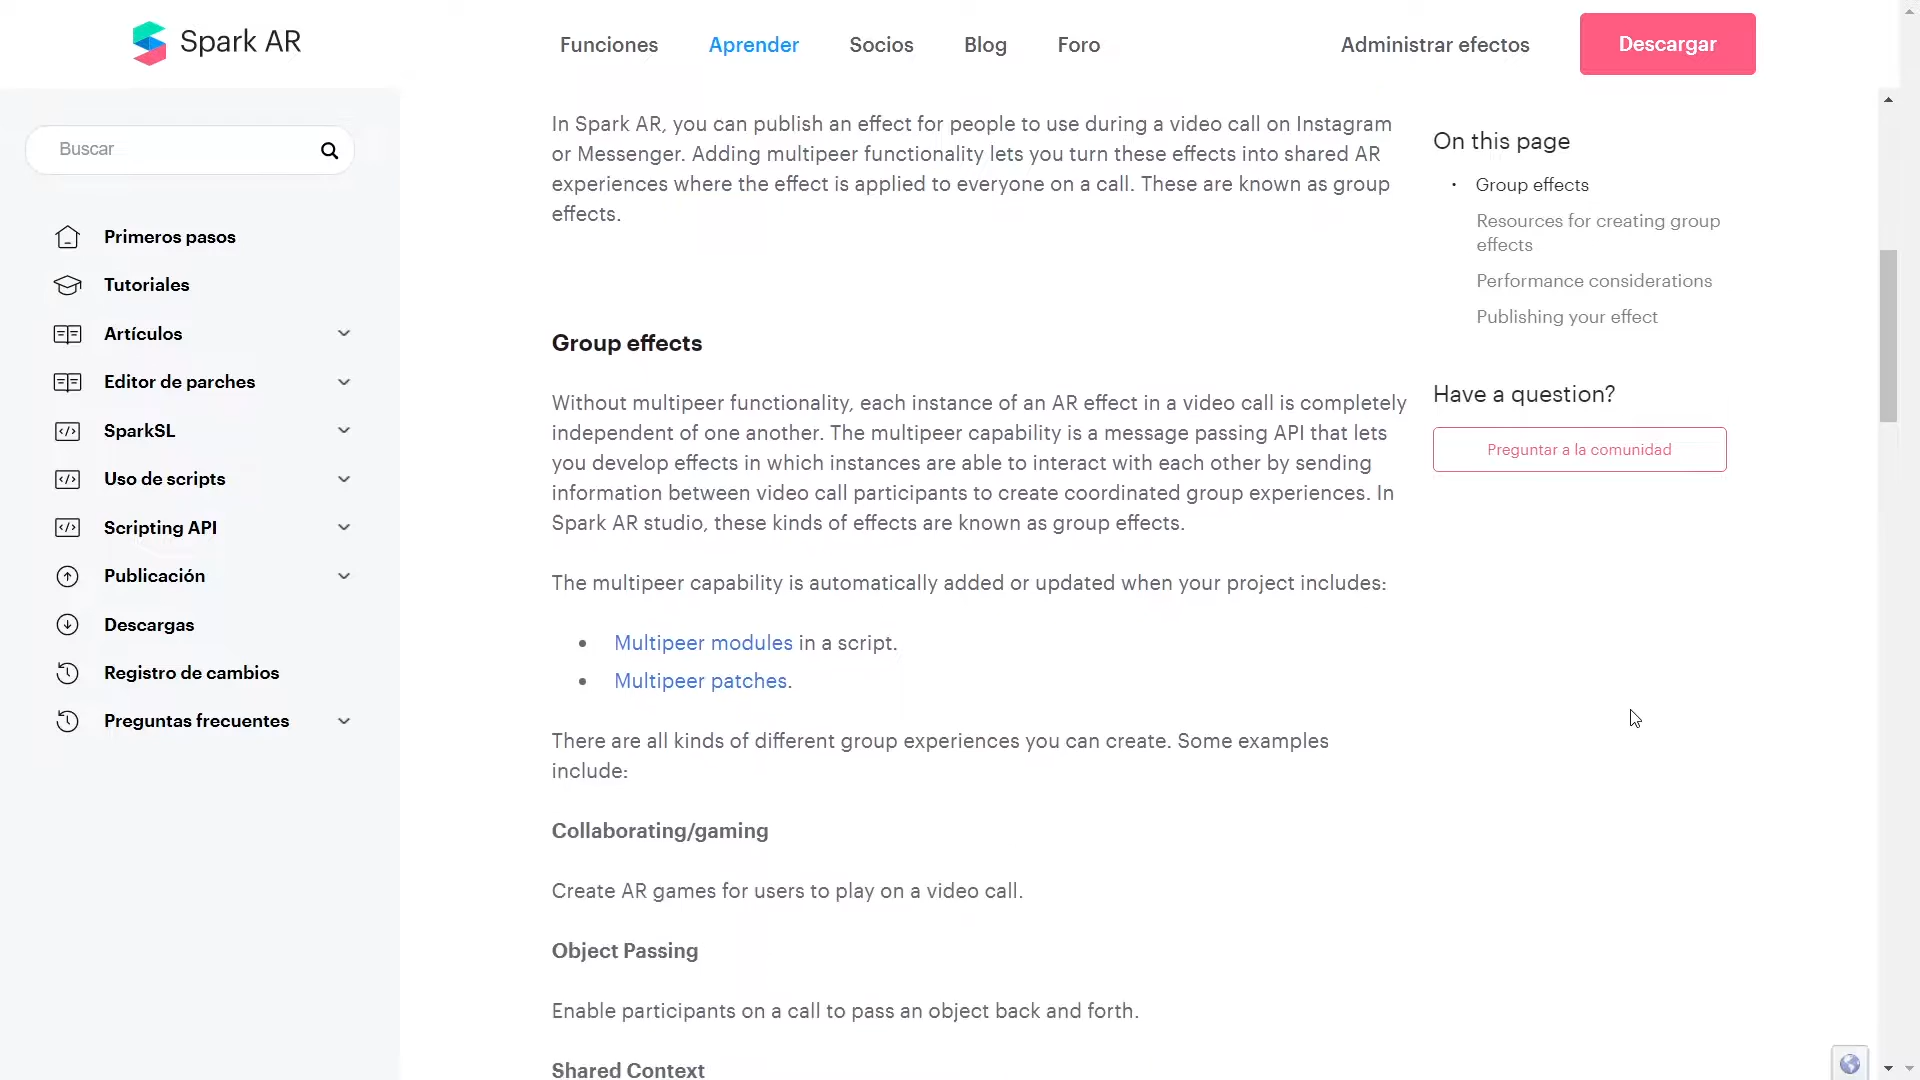 Spark AR
Funciones
Aprender
Socios
Blog
Foro
Administrar efectos
Descargar
Buscar
Primeros pasos
Tutoriales
Artículos
Editor de parches
SparkSL
Uso de scripts
Scripting API
Publicación
Descargas
Registro de cambios
Preguntas frecuentes
In Spark AR, you can publish an effect for people to use during a video call on Instagram
or Messenger. Adding multipeer functionality lets you turn these effects into shared AR
experiences where the effect is applied to everyone on a call. These are known as group
effects.
Group effects
Without multipeer functionality, each instance of an AR effect in a video call is completely
independent of one another. The multipeer capability is a message passing API that lets
you develop effects in which instances are able to interact with each other by sending
information between video call participants to create coordinated group experiences. In
Spark AR studio, these kinds of effects are known as group effects.
The multipeer capability is automatically added or updated when your project includes:
• Multipeer modules in a script.
• Multipeer patches.
There are all kinds of different group experiences you can create. Some examples
include:
Collaborating/gaming
Create AR games for users to play on a video call.
Object Passing
Enable participants on a call to pass an object back and forth.
Shared Context
On this page
• Group effects
Resources for creating group
effects
Performance considerations
Publishing your effect
Have a question?
Preguntar a la comunidad